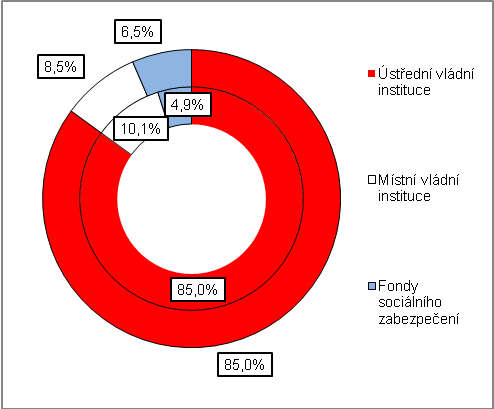 6,5%
8,5%
4,9%
10,1%
85,0%
85,0%
Ústřední vládní
instituce
Místní vládní
instituce
Fondy
sociálního
zabezpečení